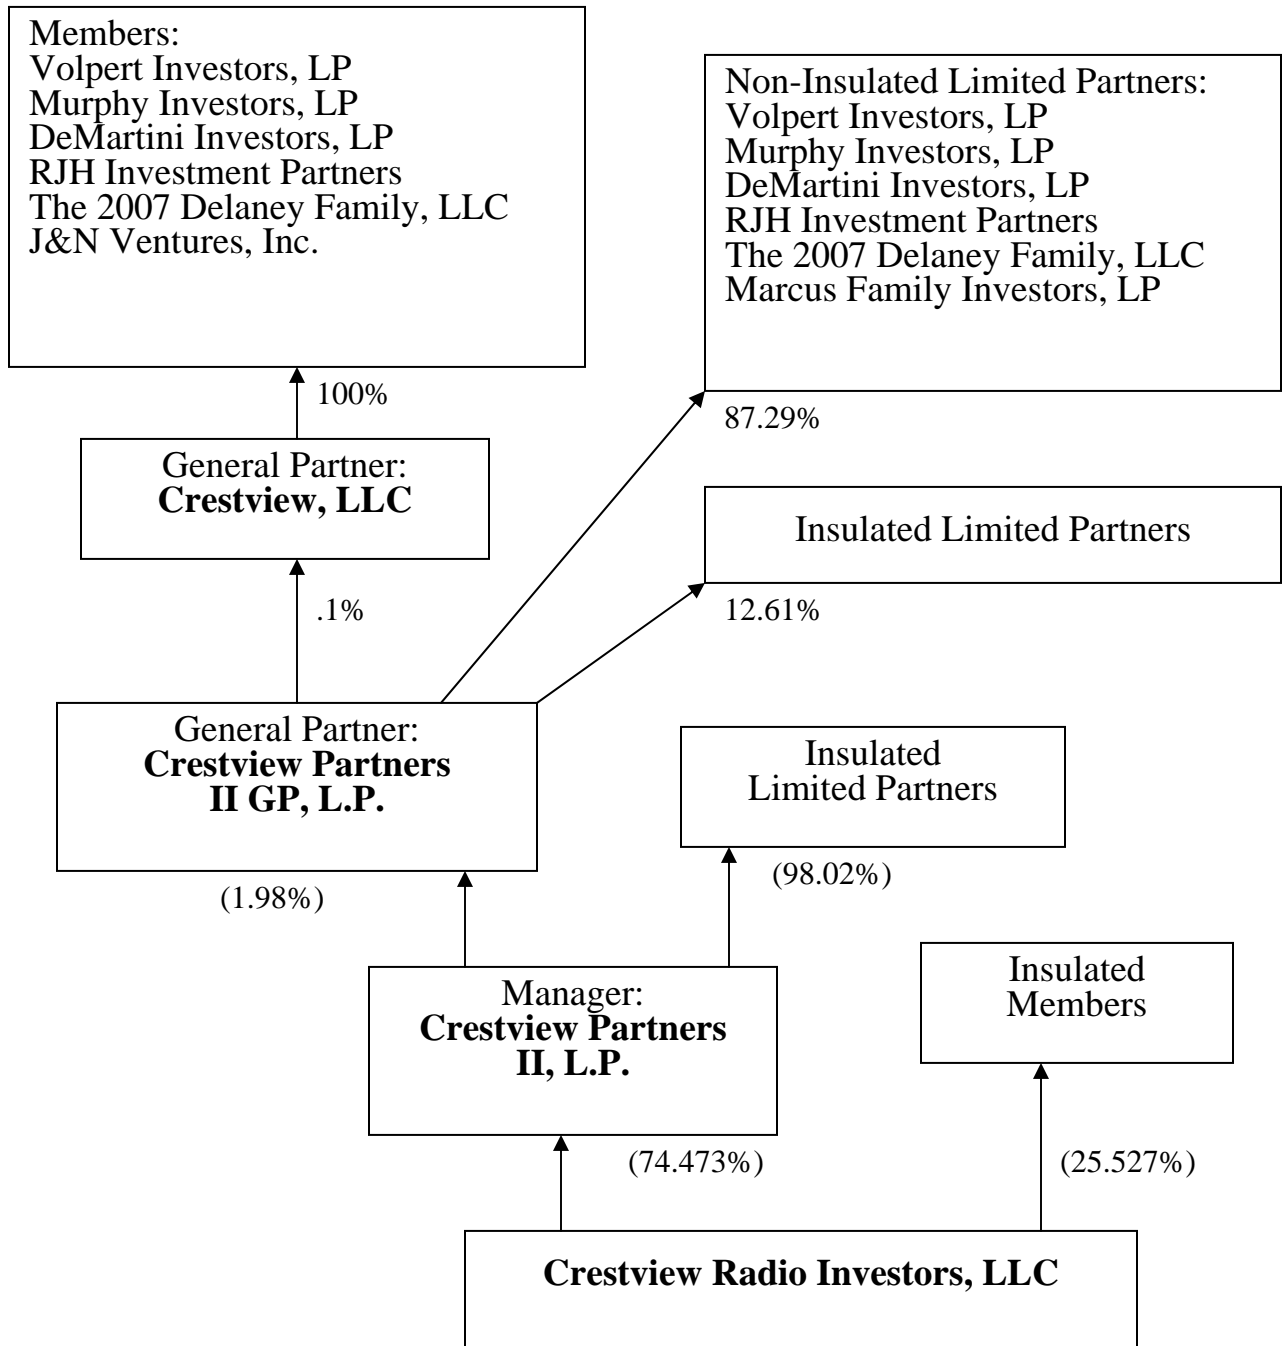 Members:
Volpert Investors, LP
Murphy Investors, LP
DeMartini Investors, LP
RJH Investment Partners
The 2007 Delaney Family, LLC
J&N Ventures, Inc.
Non-Insulated Limited Partners:
Volpert Investors, LP
Murphy Investors, LP
DeMartini Investors, LP
RJH Investment Partners
The 2007 Delaney Family, LLC
Marcus Family Investors, LP
100%
87.29%
General Partner:
Crestview, LLC
Insulated Limited Partners
.1%
12.61%
General Partner:
Crestview Partners
II GP, L.P.
Insulated
Limited Partners
(1.98%)
(98.02%)
Manager:
Crestview Partners
II, L.P.
Insulated
Members
(74.473%)
(25.527%)
Crestview Radio Investors, LLC